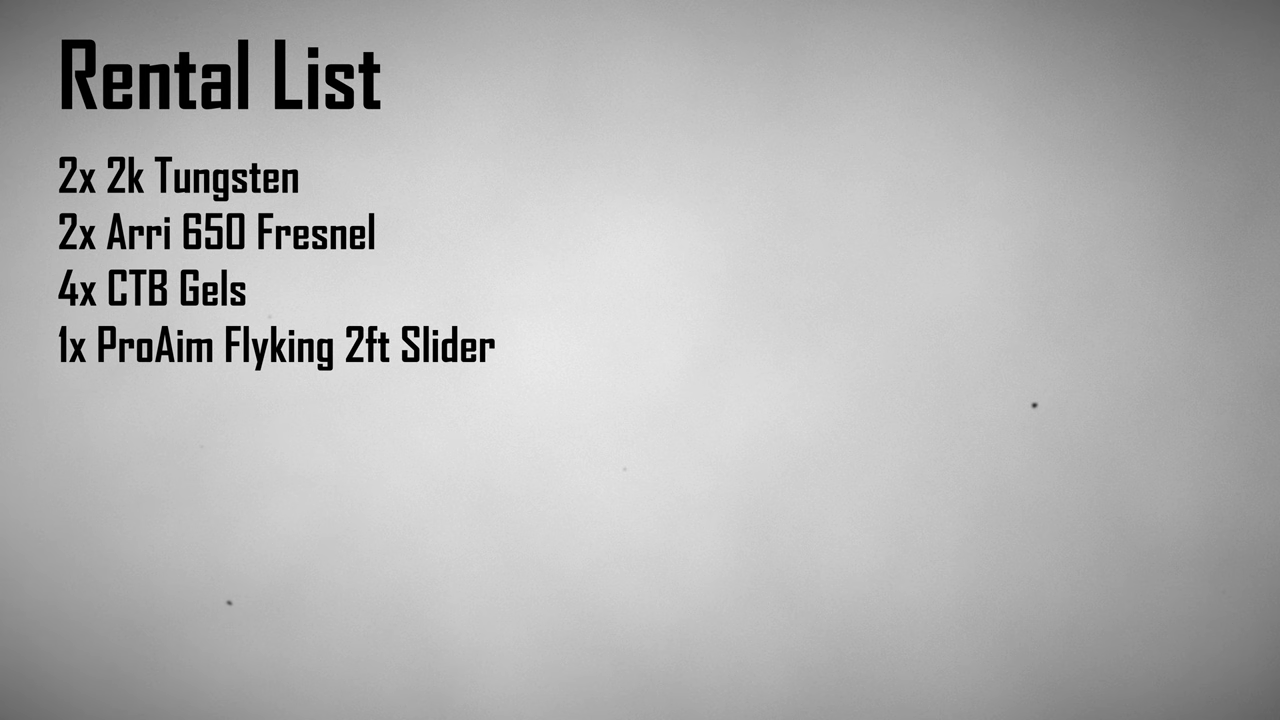 Rental List
2x 2k Tungsten
2x Arri 650 Fresnel
4x CTB Gels
1x ProAim Flyking 2ft Slider